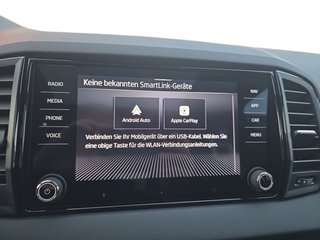 Keine bekannten SmartLink-Geräte
RADIO
MEDIA
PHONE
VOICE
Android Auto
Apple CarPlay
Verbinden Sie Ihr Mobilgerät über ein USB-Kabel. Wählen Sie
eine obige Taste für die WLAN-Verbindungsanleitungen.
NAV
APP
CAR
MENU